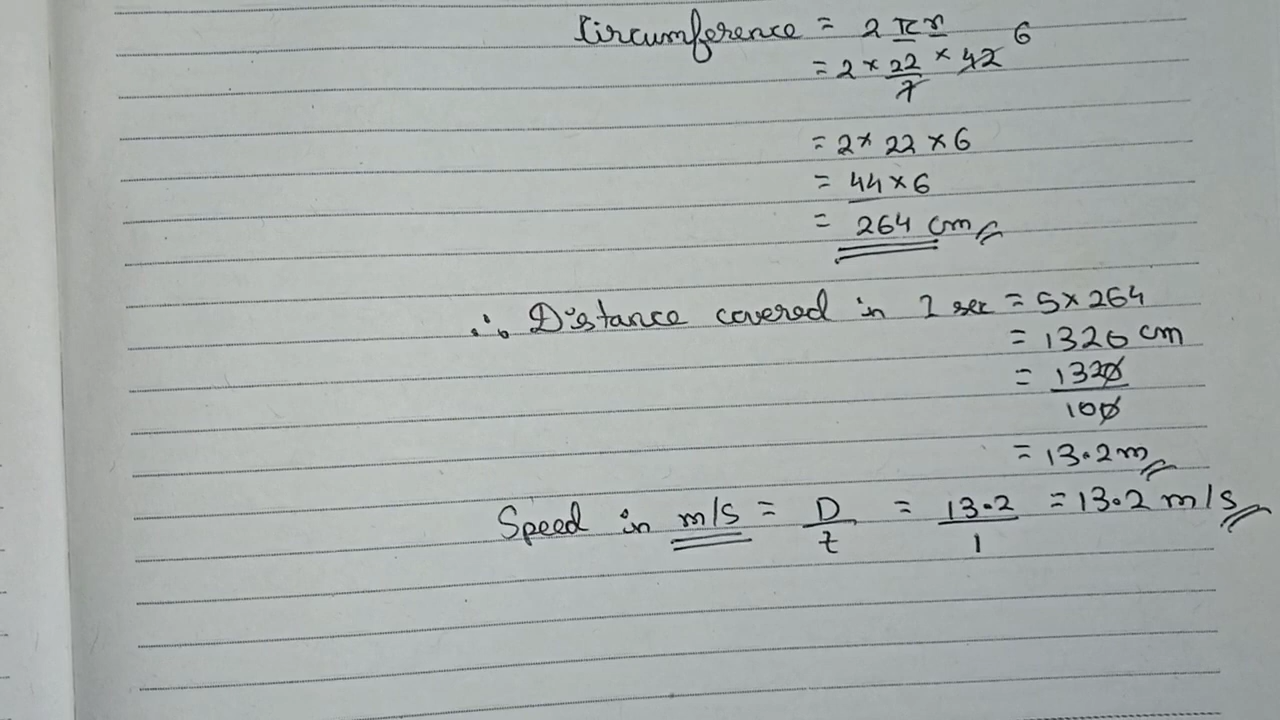 Circumference = 2πr
= 2 × 22/7 × 42 6
= 2 × 22 × 6
= 44 × 6
= 264 cm
∴ Distance covered in 1 sec = 5 × 264
= 1320 cm
= 1320/100
= 13.2 m
Speed in m/s = D/t = 13.2/1 = 13.2 m/s